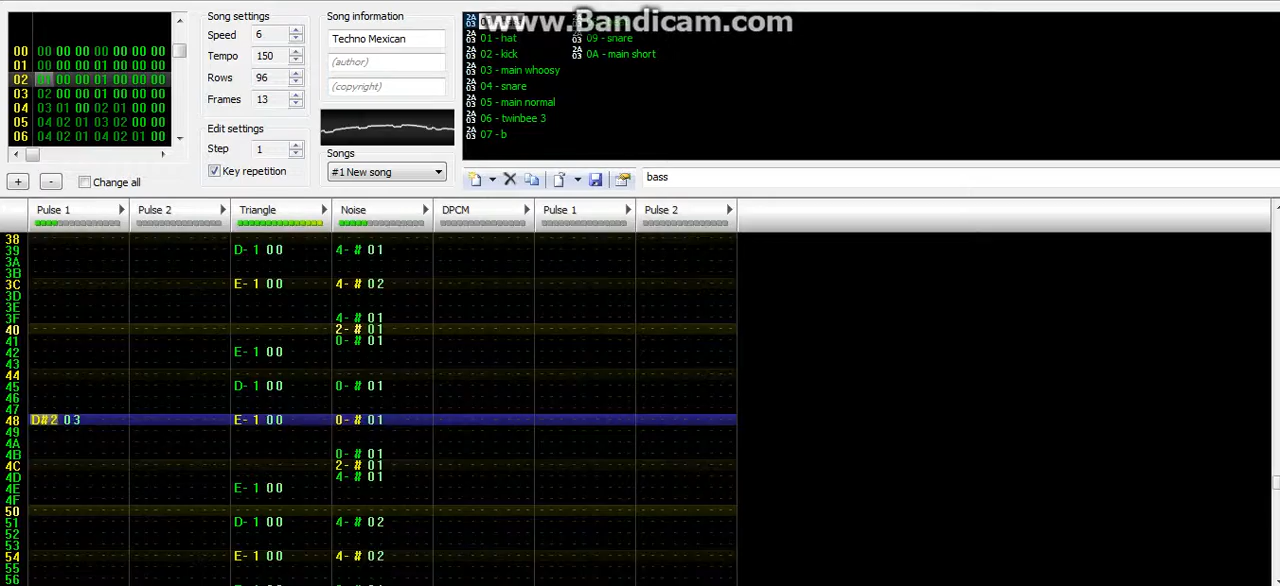 www.Bandicam.com
Song settings
Speed 6
Tempo 150
Rows 96
Frames 13
Edit settings
Step 1
Key repetition
Song information
Techno Mexican
(author)
(copyright)
Songs
#1 New song
00 00 00 00 00 00 00 00
01 00 00 00 01 00 00 00
02 01 00 00 01 00 00 00
03 02 00 00 01 00 00 00
04 03 01 00 02 01 00 00
05 04 02 01 03 02 00 00
06 04 02 01 04 02 00 00
+ - Change all
01 - hat
02 - kick
03 - main whoosy
04 - snare
05 - main normal
06 - twinbee 3
07 - b
09 - snare
0A - main short
bass
Pulse 1 Pulse 2 Triangle Noise DPCM Pulse 1 Pulse 2
38
39 D- 1 00 4- # 01
3A
3B
3C E- 1 00 4- # 02
3D
3E
3F 4- # 01
40 2- # 01
41 0- # 01
42 E- 1 00
43
44
45 D- 1 00 0- # 01
46
47
48 D#2 03 E- 1 00 0- # 01
49
4A
4B 0- # 01
4C 2- # 01
4D 4- # 01
4E E- 1 00
4F
50
51 D- 1 00 4- # 02
52
53
54 E- 1 00 4- # 02
55
56